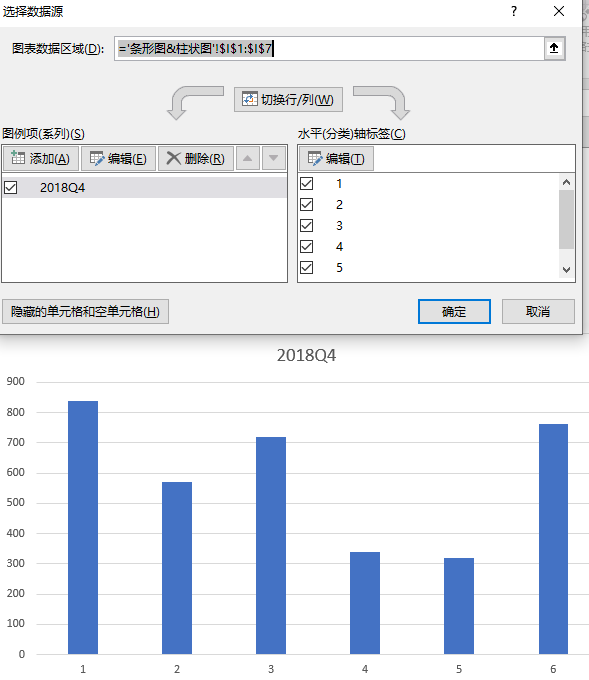 选择数据源 ?
图表数据区域(D): ='条形图&柱状图'!$I$1:$I$7
切换行/列(W)
图例项(系列)(S) 水平(分类)轴标签(C)
添加(A) 编辑(E) 删除(R) 编辑(T)
2018Q4 1
2
3
4
5
隐藏的单元格和空单元格(H) 确定 取消
2018Q4
900
800
700
600
500
400
300
200
100
0
1 2 3 4 5 6